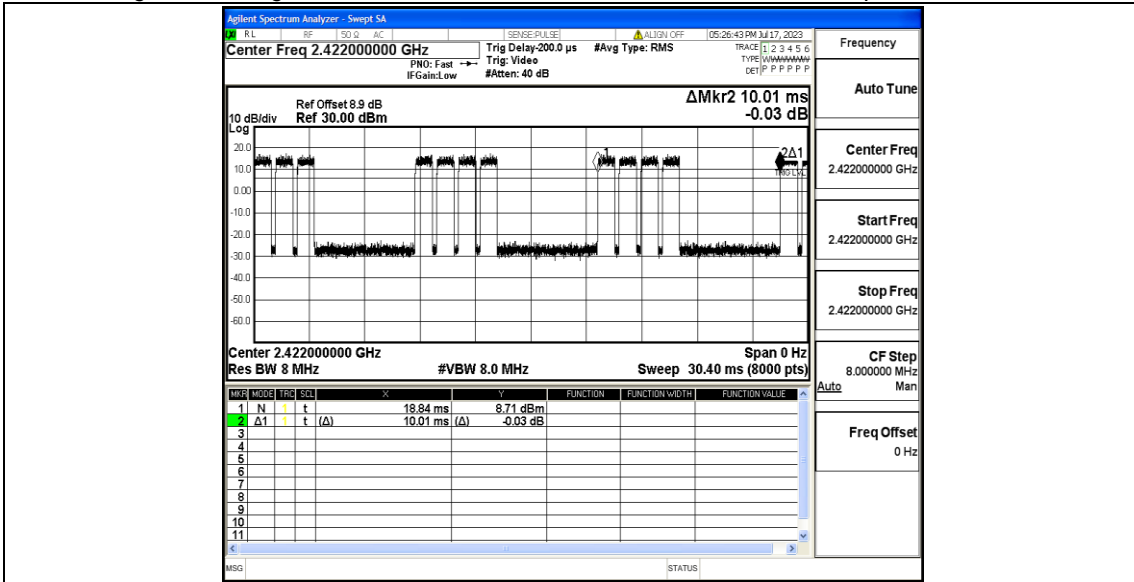 Agilent Spectrum Analyzer - Swept SA
RL RF 50 Ω AC SENSE:PULSE ALIGN OFF 05:26:43 PM Jul 17, 2023
Center Freq 2.422000000 GHz
PNO: Fast
IFGain:Low
Trig Delay-200.0 µs
Trig: Video
#Atten: 40 dB
#Avg Type: RMS
TRACE 1 2 3 4 5 6
TYPE
DET P P P P P P
Frequency
Auto Tune
Center Freq
2.422000000 GHz
Start Freq
2.422000000 GHz
Stop Freq
2.422000000 GHz
CF Step
8.000000 MHz
Auto Man
Freq Offset
0 Hz
ΔMkr2 10.01 ms
-0.03 dB
Ref Offset 8.9 dB
10 dB/div Ref 30.00 dBm
Log
20.0
10.0
0.00
-10.0
-20.0
-30.0
-40.0
-50.0
-60.0
1
2Δ1
TRIG LVL
Center 2.422000000 GHz Span 0 Hz
Res BW 8 MHz #VBW 8.0 MHz Sweep 30.40 ms (8000 pts)
MKR MODE TRC SCL X Y FUNCTION FUNCTION WIDTH FUNCTION VALUE
1 N 1 t 18.84 ms 8.71 dBm
2 Δ1 1 t (Δ) 10.01 ms (Δ) -0.03 dB
3
4
5
6
7
8
9
10
11
MSG STATUS